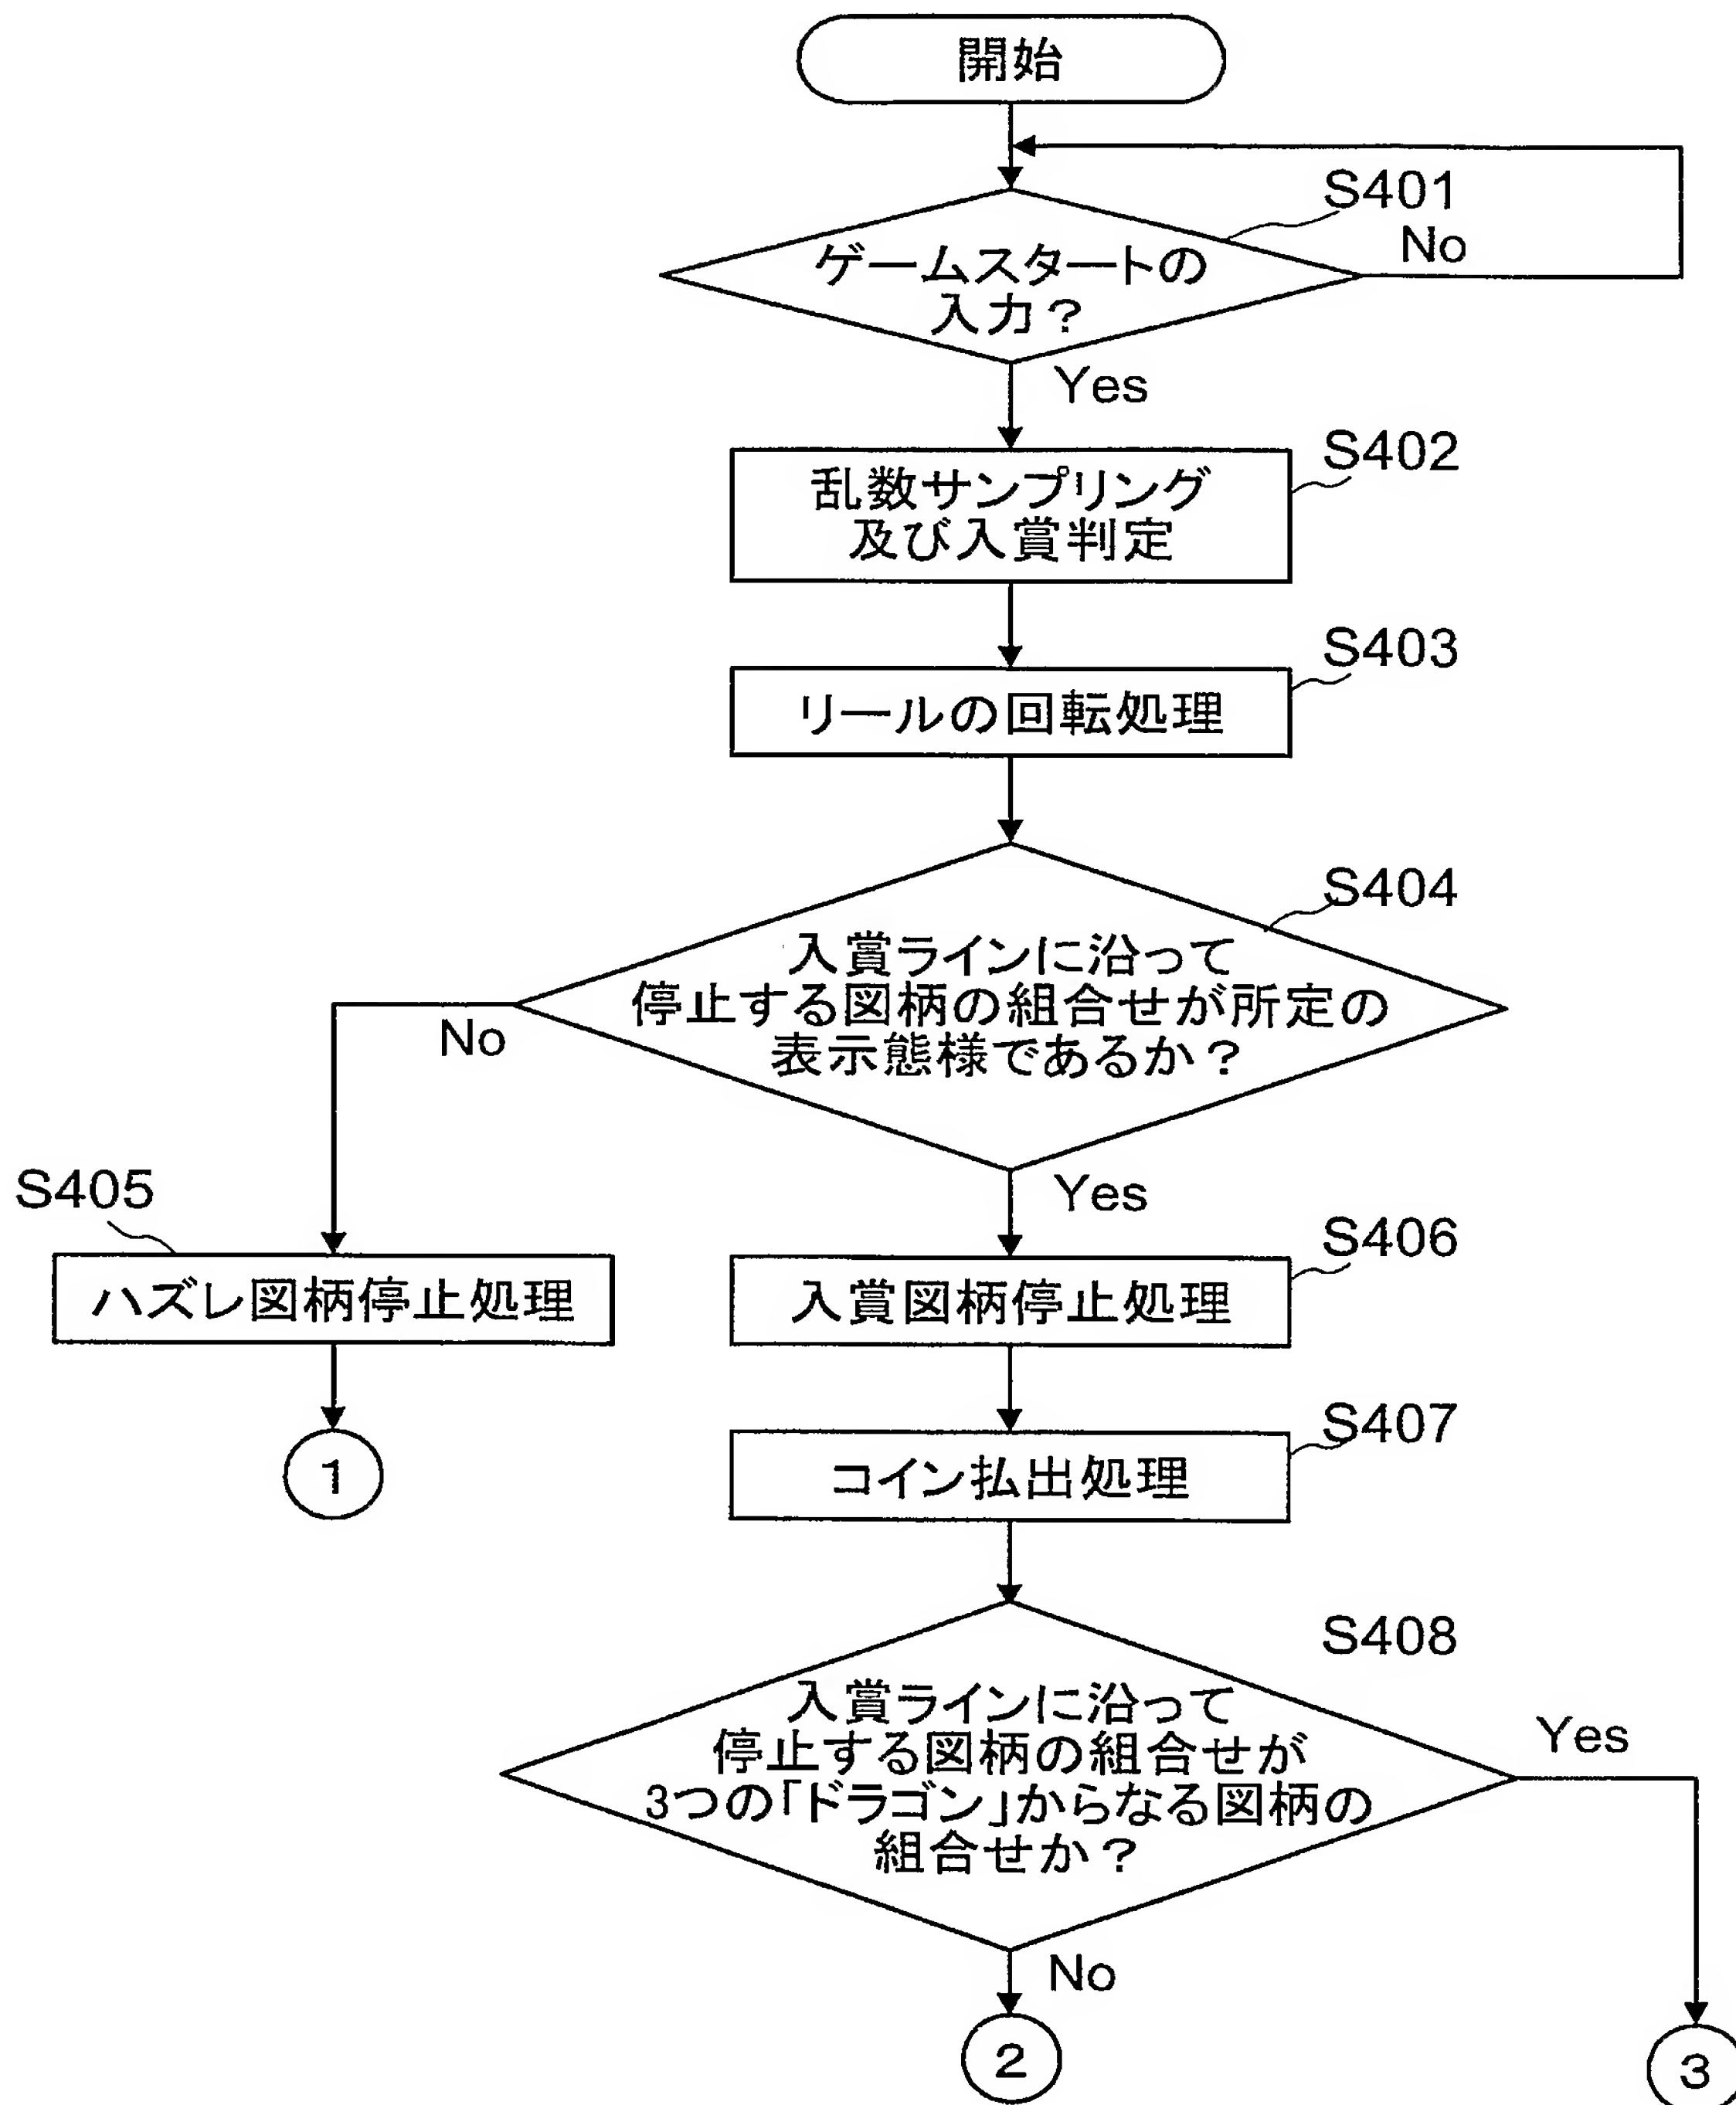 開始
S401
No
ゲームスタートの
入力？
Yes
S402
乱数サンプリング
及び入賞判定
S403
リールの回転処理
S404
入賞ラインに沿って
停止する図柄の組合せが所定の
表示態様であるか？
No
Yes
S405
ハズレ図柄停止処理
S406
入賞図柄停止処理
1
S407
コイン払出処理
S408
入賞ラインに沿って
停止する図柄の組合せが
3つの「ドラゴン」からなる図柄の
組合せか？
Yes
No
2
3